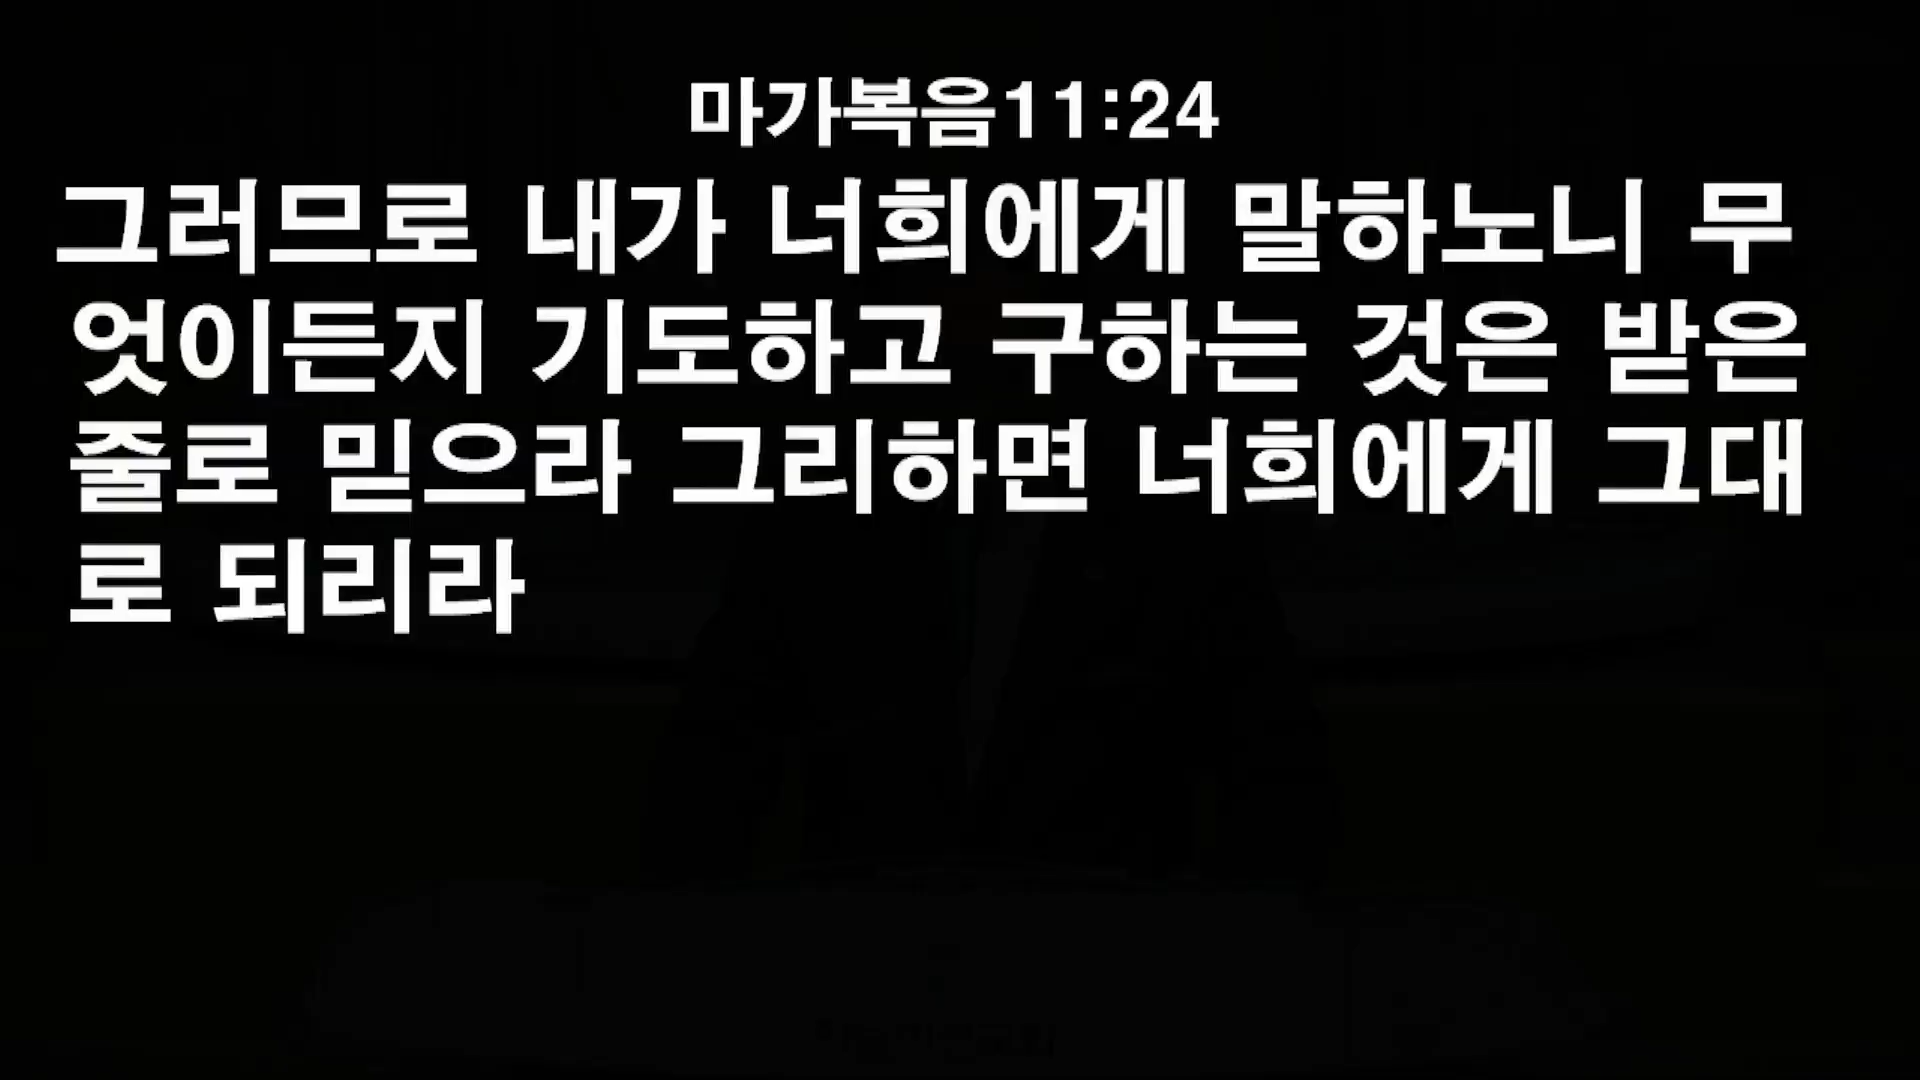 마가복음11:24
그러므로 내가 너희에게 말하노니 무
엇이든지 기도하고 구하는 것은 받은
줄로 믿으라 그리하면 너희에게 그대
로 되리라